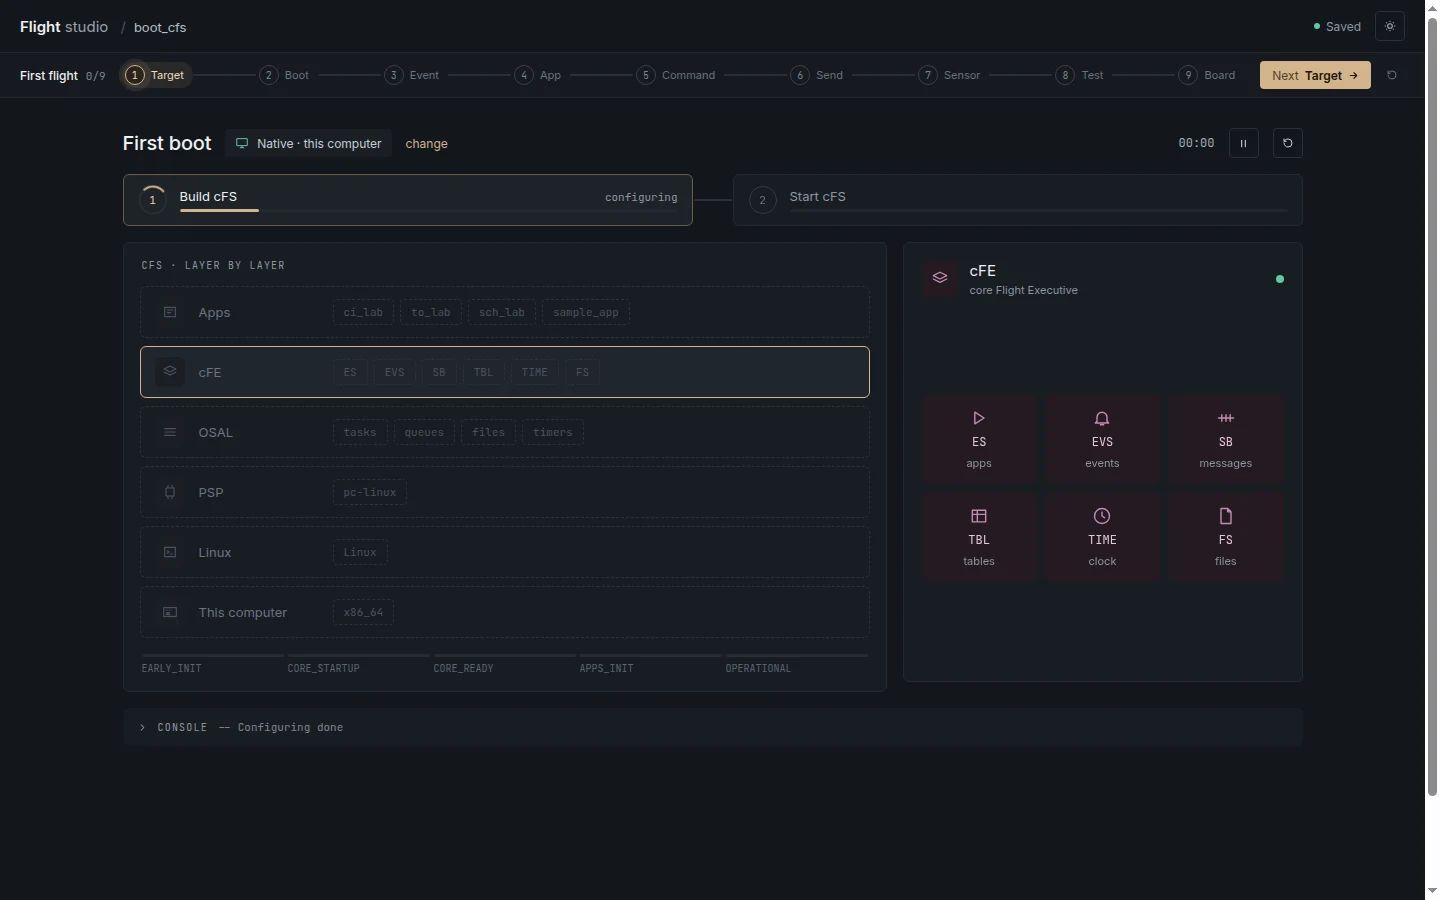 Flight studio / boot_cfs
Saved
First flight 0/9
1 Target
2 Boot
3 Event
4 App
5 Command
6 Send
7 Sensor
8 Test
9 Board
Next Target →
First boot
Native · this computer
change
00:00
1 Build cFS configuring
2 Start cFS
CFS · LAYER BY LAYER
Apps ci_lab to_lab sch_lab sample_app
cFE ES EVS SB TBL TIME FS
OSAL tasks queues files timers
PSP pc-linux
Linux Linux
This computer x86_64
EARLY_INIT CORE_STARTUP CORE_READY APPS_INIT OPERATIONAL
cFE
core Flight Executive
ES EVS SB
apps events messages
TBL TIME FS
tables clock files
CONSOLE —— Configuring done